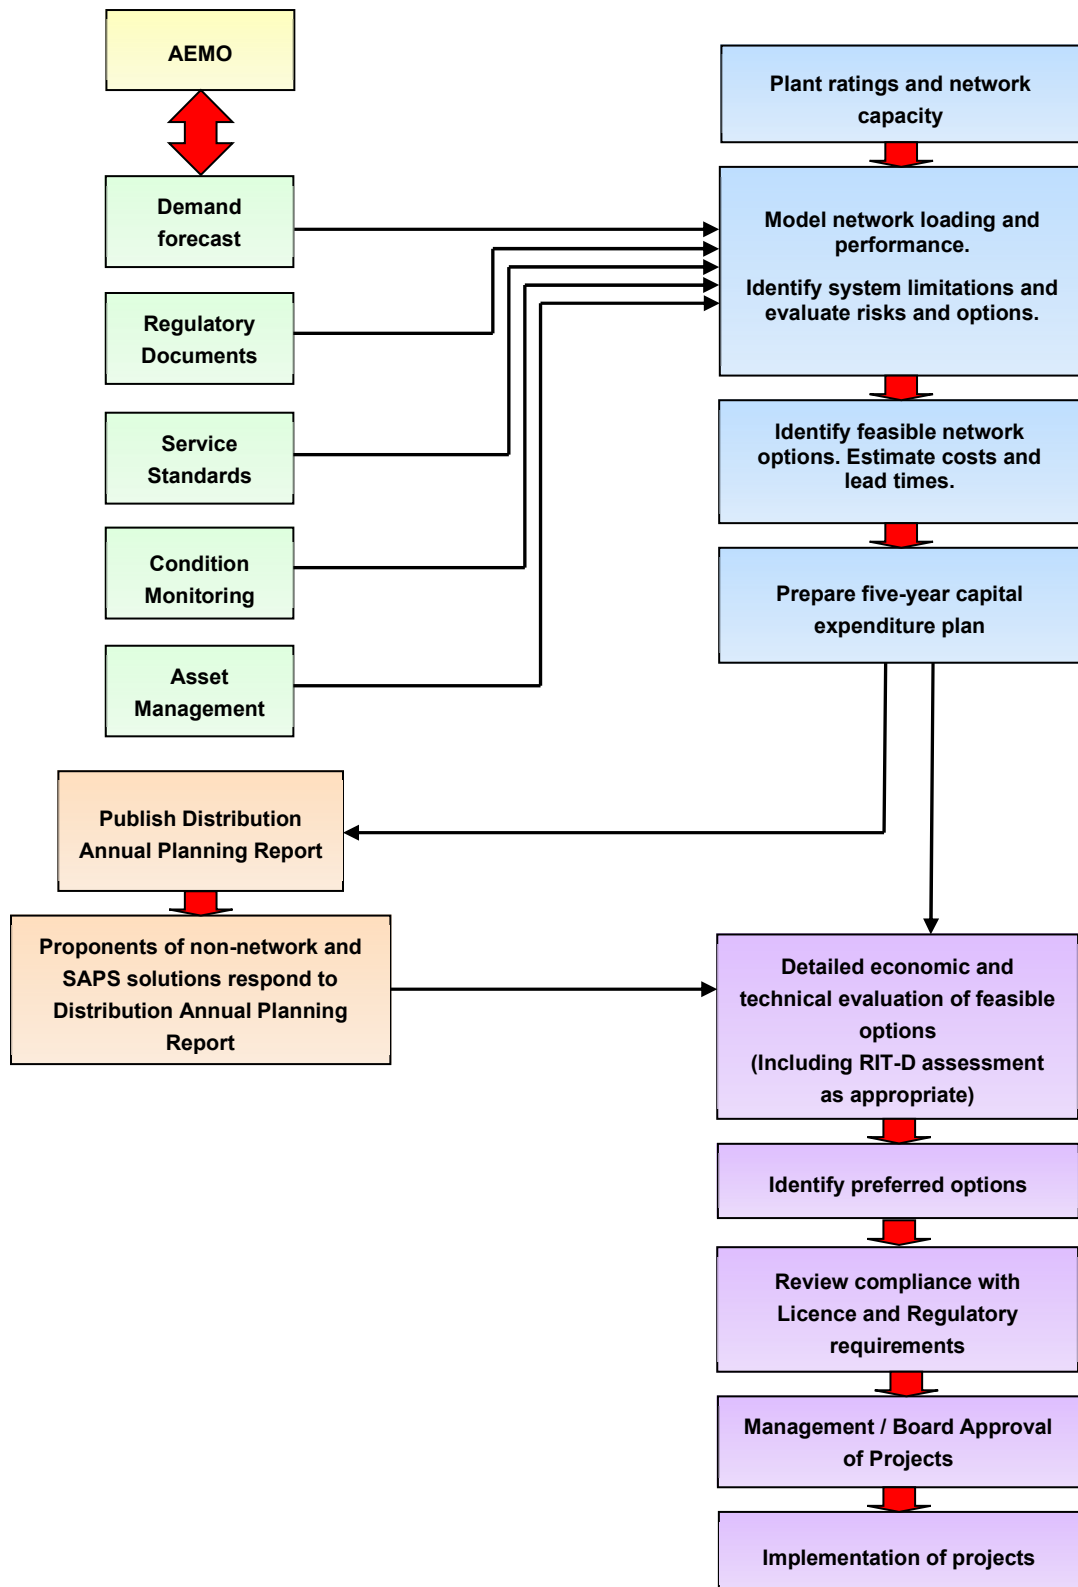 AEMO
Plant ratings and network
capacity
Demand
forecast
Model network loading and
performance.
Identify system limitations and
evaluate risks and options.
Regulatory
Documents
Service
Standards
Identify feasible network
options. Estimate costs and
lead times.
Condition
Monitoring
Prepare five-year capital
expenditure plan
Asset
Management
Publish Distribution
Annual Planning Report
Proponents of non-network and
SAPS solutions respond to
Distribution Annual Planning
Report
Detailed economic and
technical evaluation of feasible
options
(Including RIT-D assessment
as appropriate)
Identify preferred options
Review compliance with
Licence and Regulatory
requirements
Management / Board Approval
of Projects
Implementation of projects